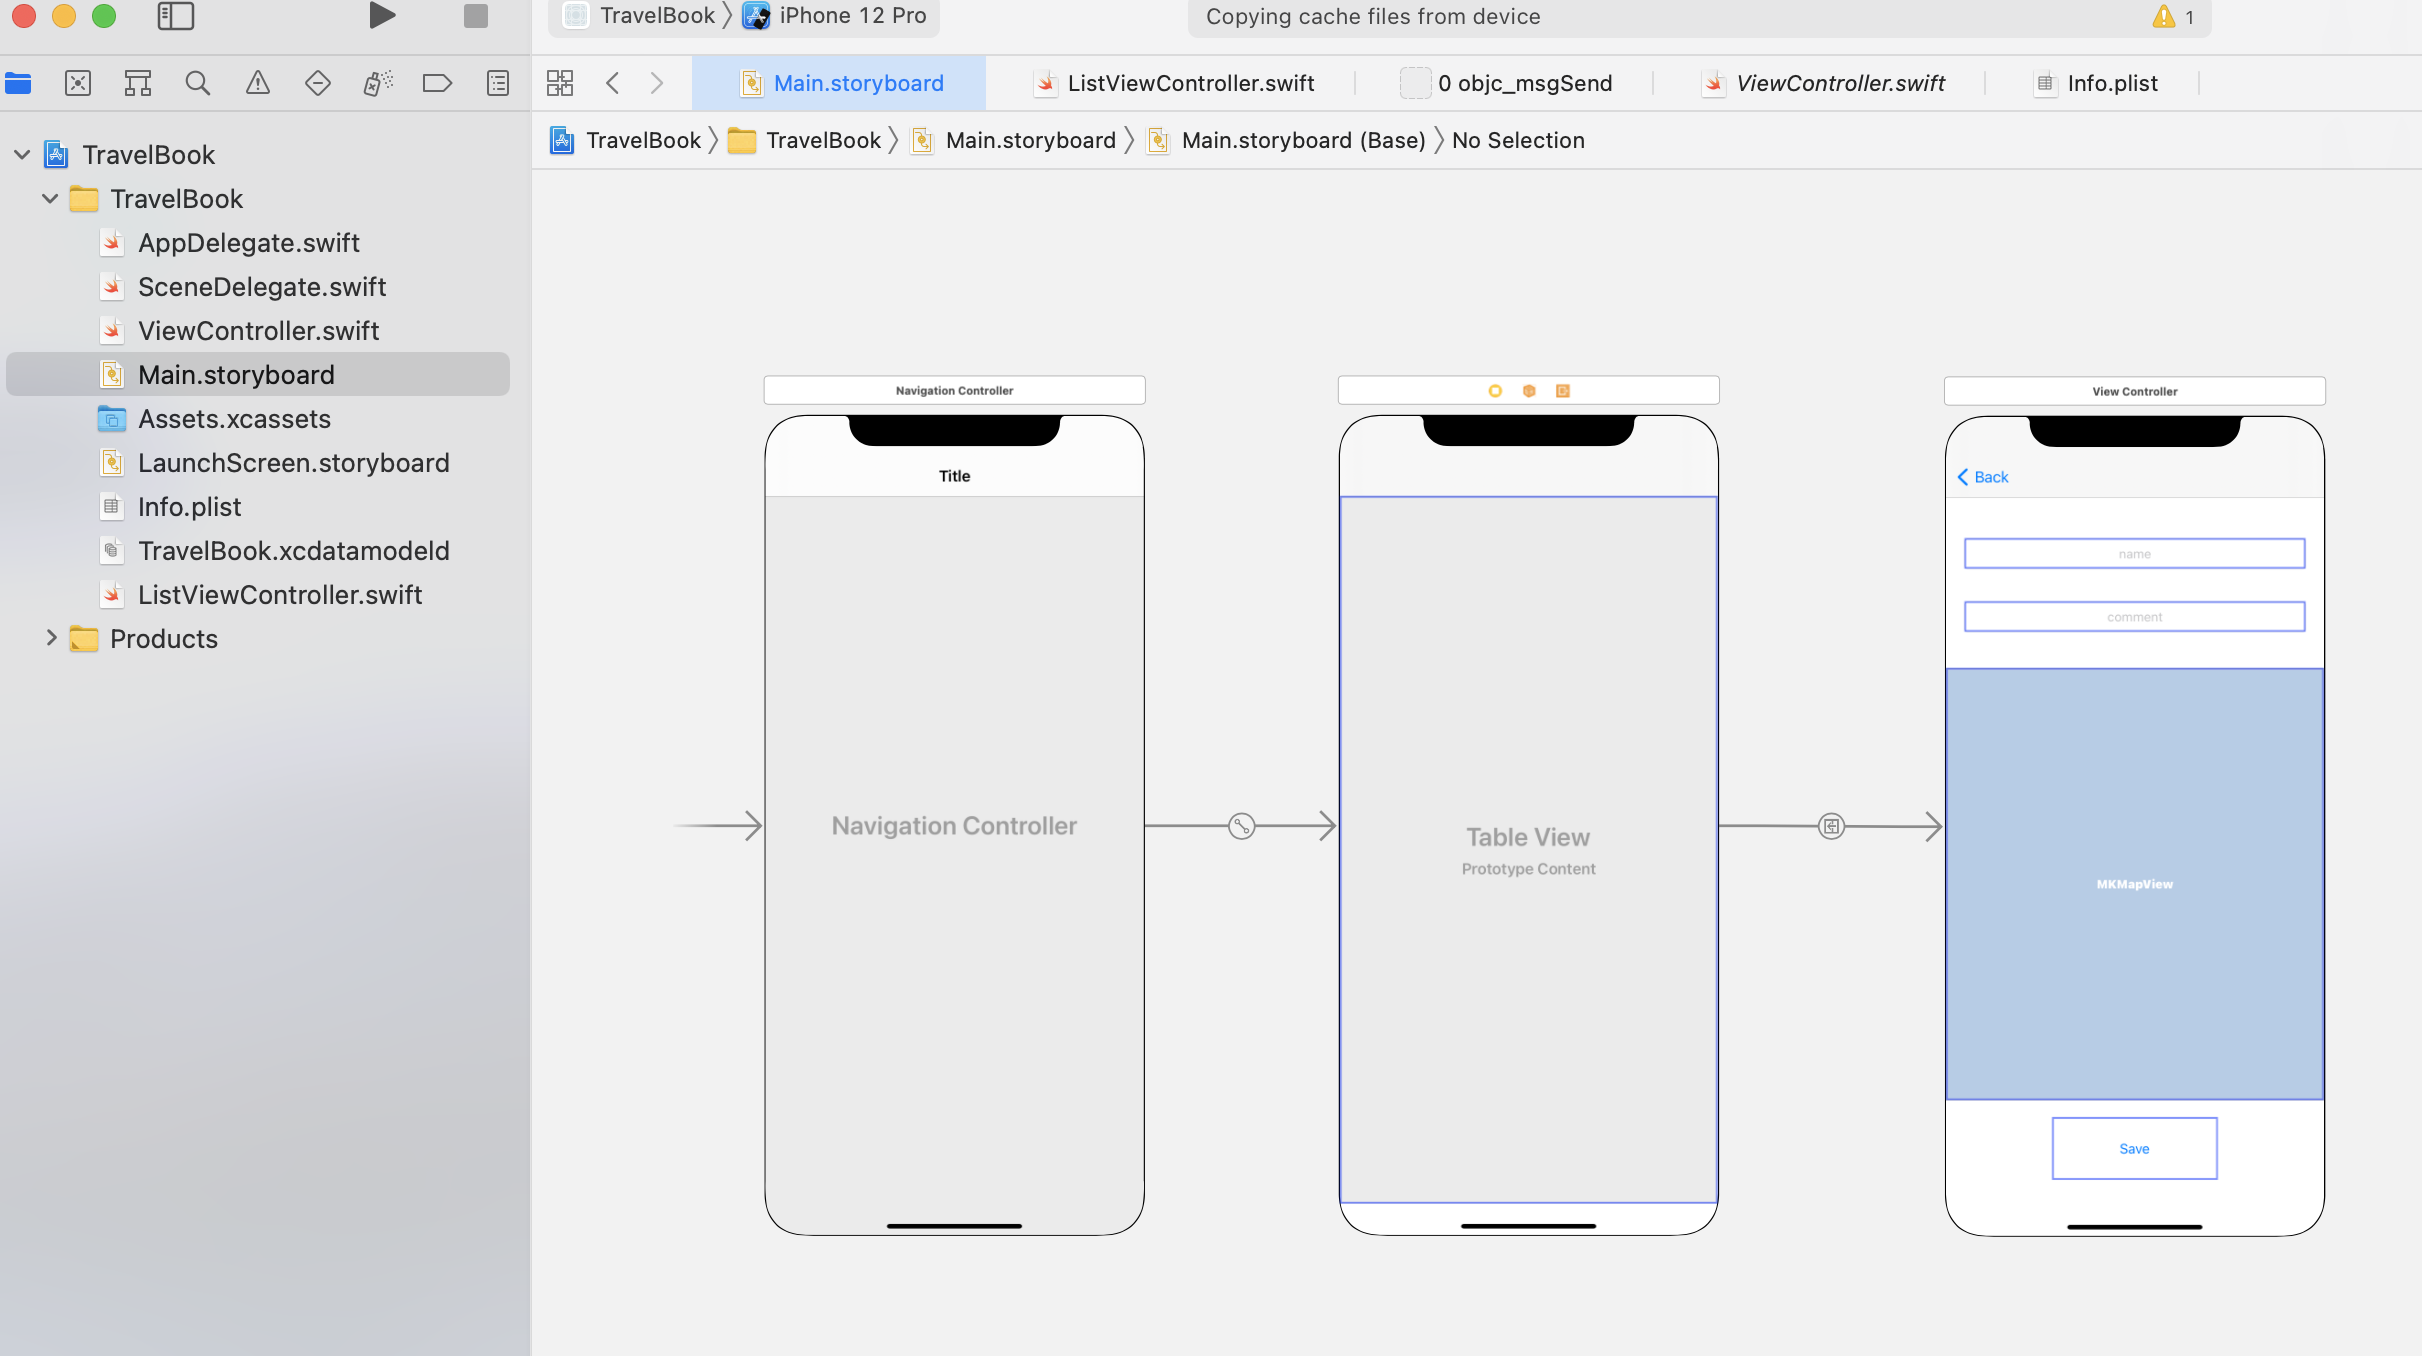 TravelBook iPhone 12 Pro Copying cache files from device 1
Main.storyboard ListViewController.swift 0 objc_msgSend ViewController.swift Info.plist
TravelBook TravelBook Main.storyboard Main.storyboard (Base) No Selection
TravelBook
TravelBook
AppDelegate.swift
SceneDelegate.swift
ViewController.swift
Main.storyboard
Assets.xcassets
LaunchScreen.storyboard
Info.plist
TravelBook.xcdatamodeld
ListViewController.swift
Products
Navigation Controller
Title
Navigation Controller
Table View
Prototype Content
View Controller
Back
name
comment
MKMapView
Save